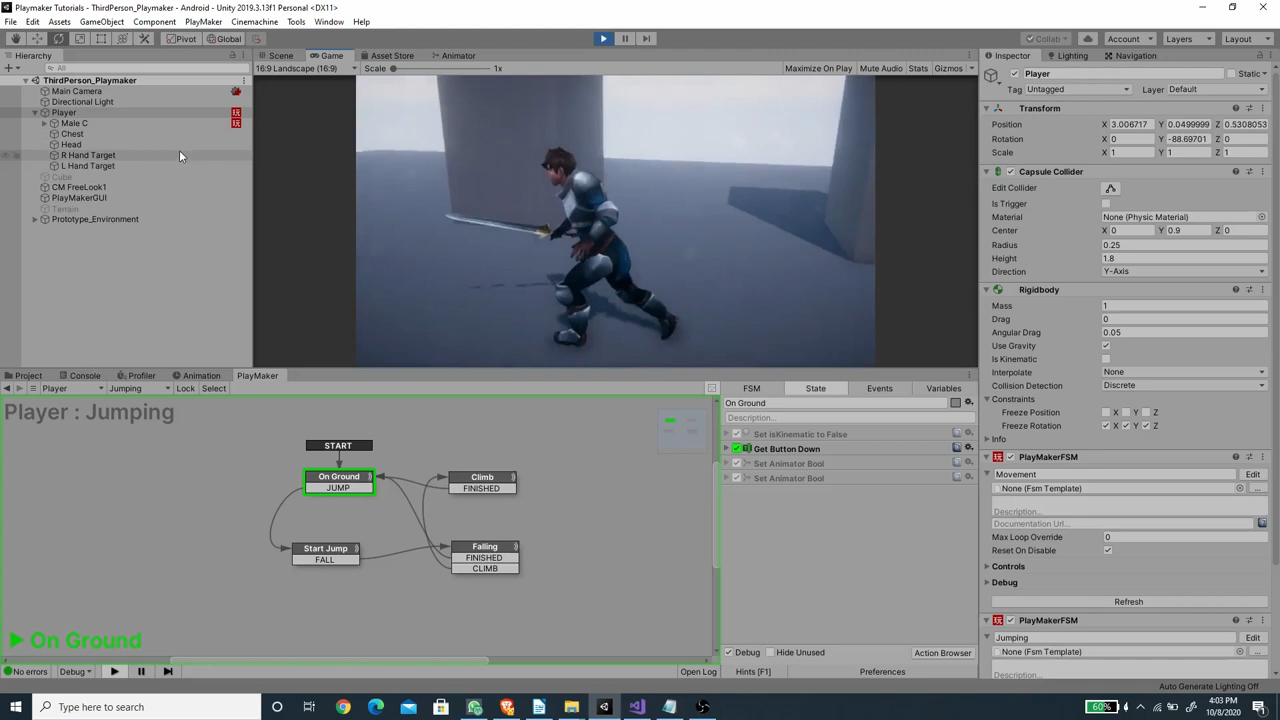 Playmaker Tutorials - ThirdPerson_Playmaker - Android - Unity 2019.3.13f1 Personal <DX11>
File Edit Assets GameObject Component PlayMaker Cinemachine Tools Window Help
Pivot Global Collab Account Layers Layout
Hierarchy
All
ThirdPerson_Playmaker
Main Camera
Directional Light
Player
Male C
Chest
Head
R Hand Target
L Hand Target
Cube
CM FreeLook1
PlayMakerGUI
Terrain
Prototype_Environment
Scene Game Asset Store Animator
16:9 Landscape (16:9) Scale 1x Maximize On Play Mute Audio Stats Gizmos
Inspector Lighting Navigation
Player Static
Tag Untagged Layer Default
Transform
Position X 3.006717 Y 0.0499999 Z 0.5308053
Rotation X 0 Y -88.69701 Z 0
Scale X 1 Y 1 Z 1
Capsule Collider
Edit Collider
Is Trigger
Material None (Physic Material)
Center X 0 Y 0.9 Z 0
Radius 0.25
Height 1.8
Direction Y-Axis
Rigidbody
Mass 1
Drag 0
Angular Drag 0.05
Use Gravity
Is Kinematic
Interpolate None
Collision Detection Discrete
Constraints
Freeze Position X Y Z
Freeze Rotation X Y Z
Info
PlayMakerFSM
Movement Edit
None (Fsm Template) ...
Description...
Documentation Url...
Max Loop Override 0
Reset On Disable
Controls
Debug
Refresh
PlayMakerFSM
Jumping Edit
None (Fsm Template) ...
Description...
Project Console Profiler Animation PlayMaker
Player Jumping Lock Select
Player : Jumping
START
On Ground
JUMP
Climb
FINISHED
Start Jump
FALL
Falling
FINISHED
CLIMB
On Ground
No errors Debug Open Log
FSM State Events Variables
On Ground
Description...
Set isKinematic to False
Get Button Down
Set Animator Bool
Set Animator Bool
Debug Hide Unused Action Browser
Hints [F1] Preferences
Auto Generate Lighting Off
Type here to search
60%
4:03 PM
10/8/2020